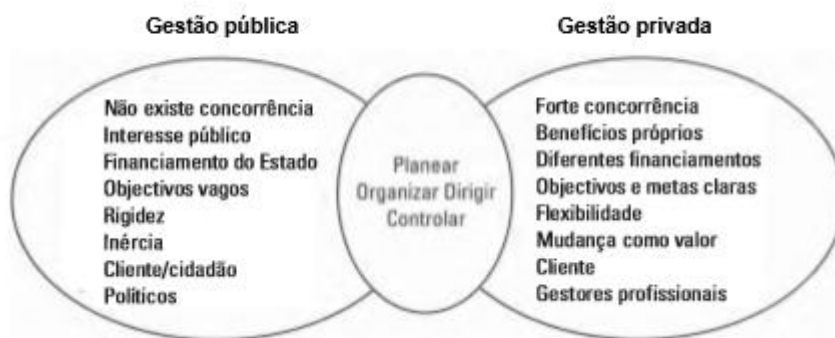 Gestão pública
Gestão privada
Não existe concorrência
Interesse público
Financiamento do Estado
Objectivos vagos
Rigidez
Inércia
Cliente/cidadão
Políticos
Planear
Organizar Dirigir
Controlar
Forte concorrência
Benefícios próprios
Diferentes financiamentos
Objectivos e metas claras
Flexibilidade
Mudança como valor
Cliente
Gestores profissionais